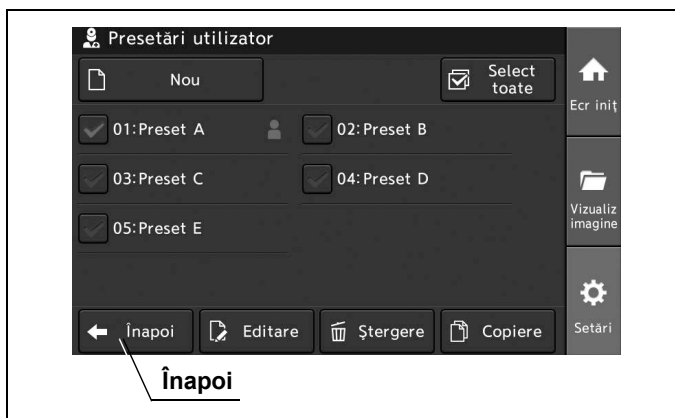 Presetări utilizator
Nou
Select
toate
01:Preset A
02:Preset B
03:Preset C
04:Preset D
05:Preset E
Înapoi
Editare
Ştergere
Copiere
Ecr iniț
Vizualiz
imagine
Setări
Înapoi